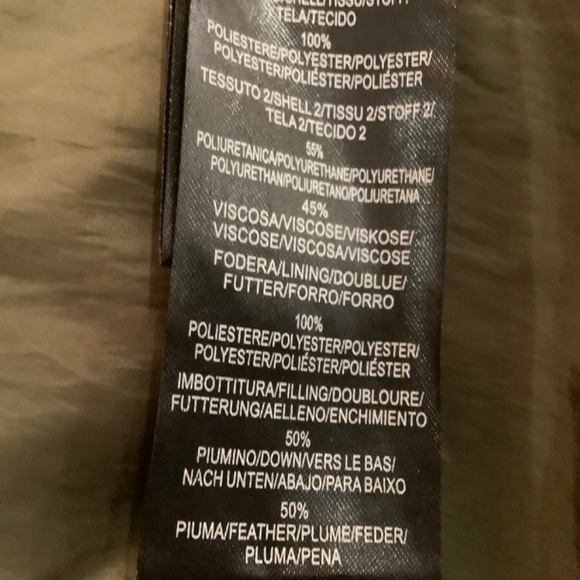 TELA/TECIDO
100%
POLIESTERE/POLYESTER/POLYESTER/
POLYESTER/POLIÉSTER/POLIÉSTER
TESSUTO 2/SHELL 2/TISSU 2/STOFF 2/
TELA 2/TECIDO 2
55%
POLIURETANICA/POLYURETHANE/POLYURETHANE/
POLYURETHAN/POLIURETANO/POLIURETANA
45%
VISCOSA/VISCOSE/VISKOSE/
VISCOSE/VISCOSA/VISCOSE
FODERA/LINING/DOUBLUE/
FUTTER/FORRO/FORRO
100%
POLIESTERE/POLYESTER/POLYESTER/
POLYESTER/POLIÉSTER/POLIÉSTER
IMBOTTITURA/FILLING/DOUBLOURE/
FUTTERUNG/AELLENO/ENCHIMIENTO
50%
PIUMINO/DOWN/VERS LE BAS/
NACH UNTEN/ABAJO/PARA BAIXO
50%
PIUMA/FEATHER/PLUME/FEDER/
PLUMA/PENA